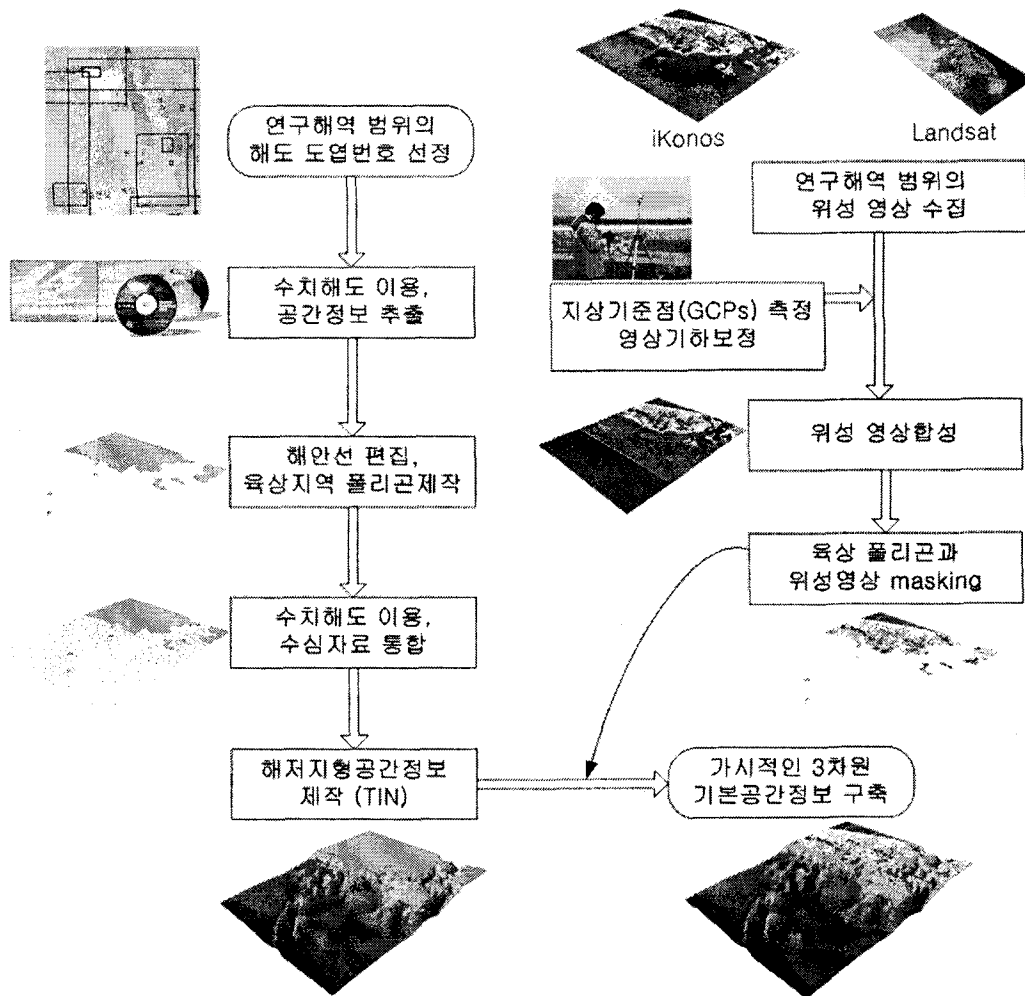 iKonos
Landsat
연구해역 범위의
해도 도엽번호 선정
수치해도 이용,
공간정보 추출
해안선 편집,
육상지역 폴리곤제작
수치해도 이용,
수심자료 통합
해저지형공간정보
제작 (TIN)
연구해역 범위의
위성 영상 수집
지상기준점(GCPs) 측정
영상기하보정
위성 영상합성
육상 폴리곤과
위성영상 masking
가시적인 3차원
기본공간정보 구축